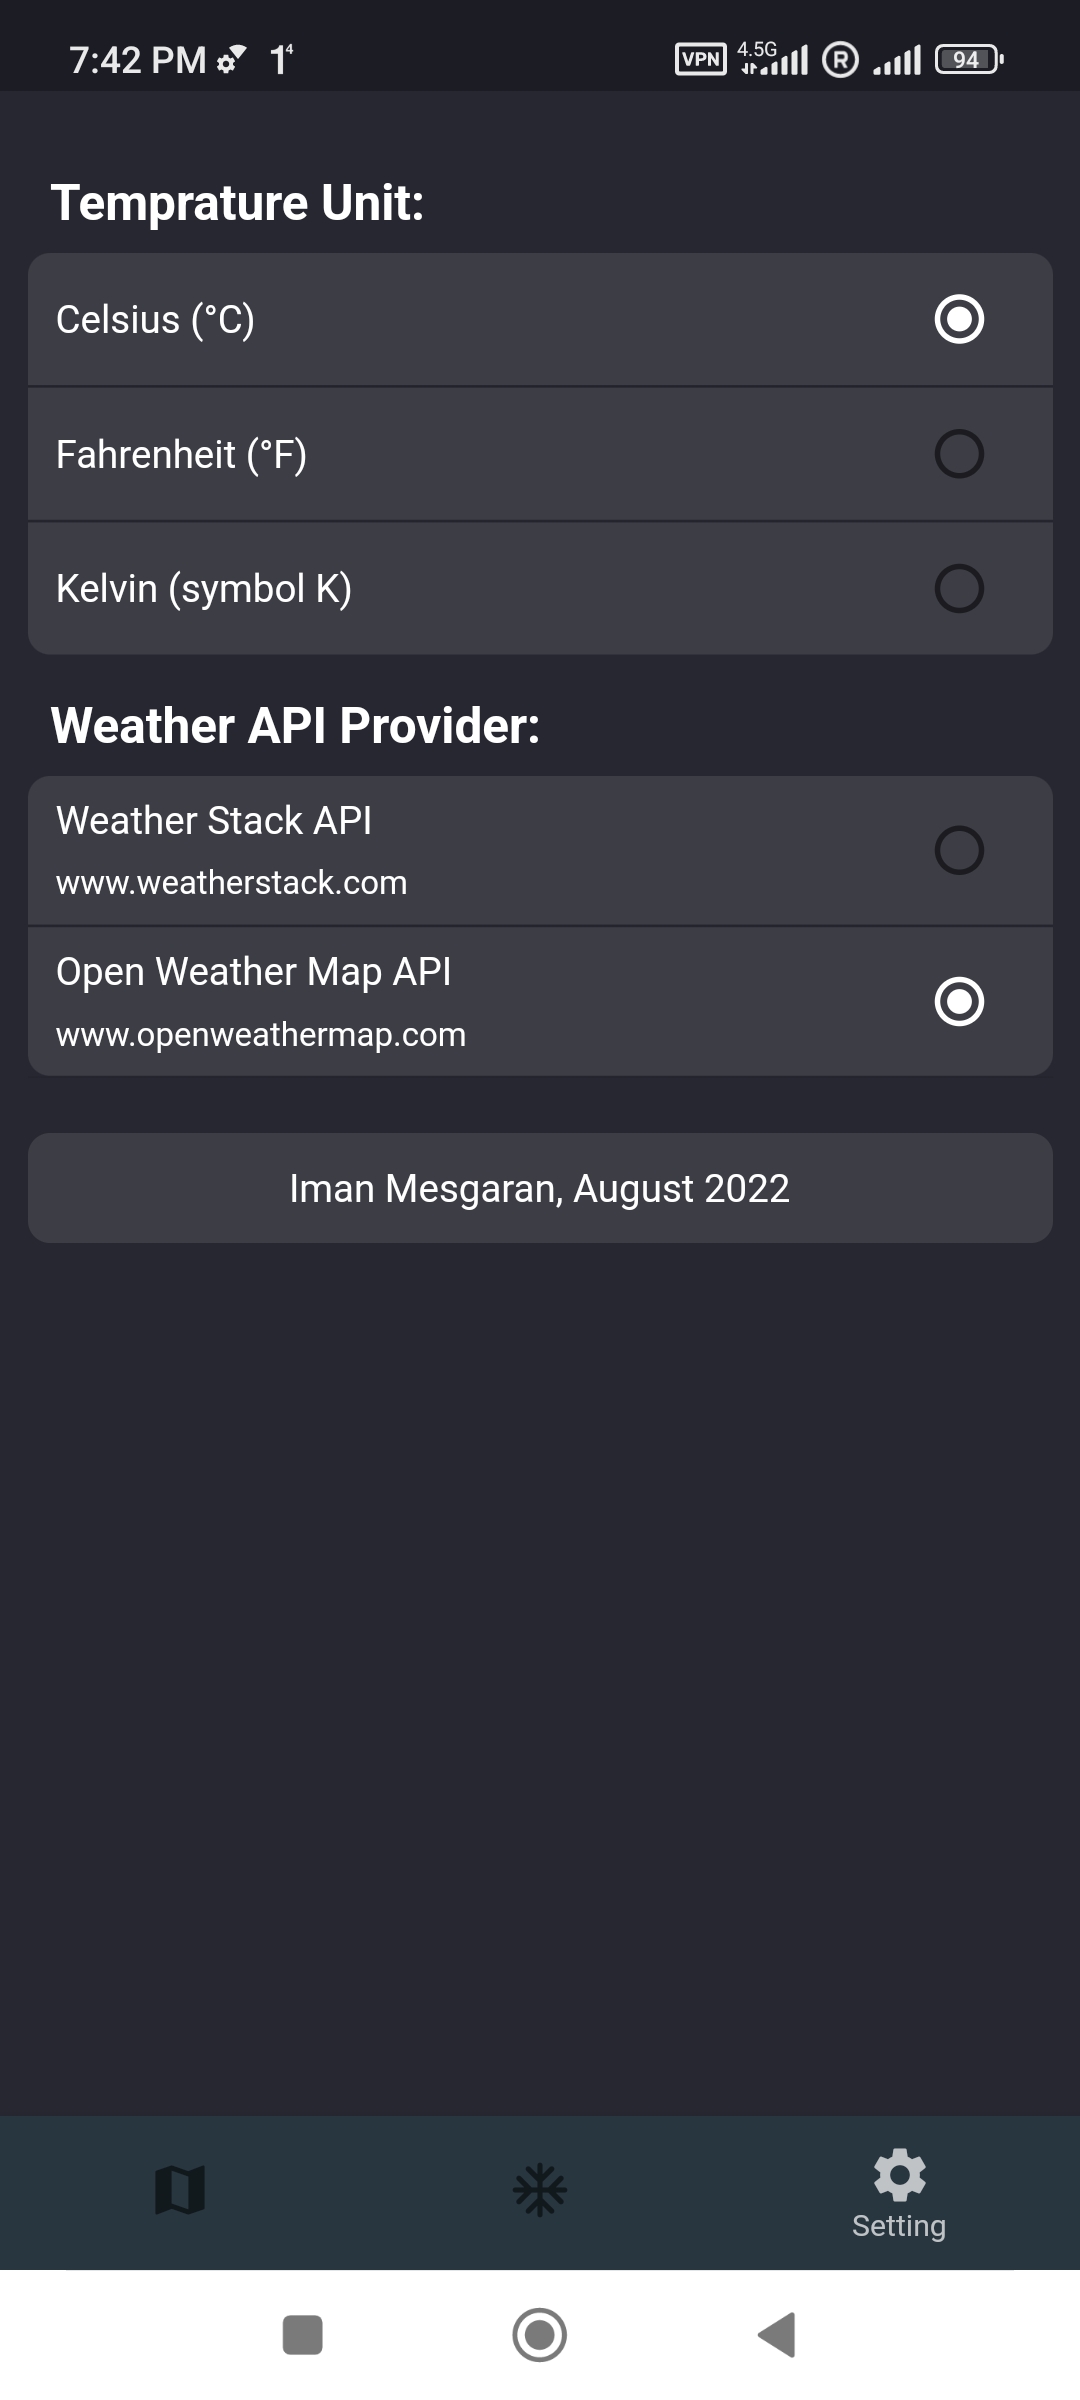 7:42 PM 1⁴ VPN 4.5G R 94
Temprature Unit:
Celsius (°C)
Fahrenheit (°F)
Kelvin (symbol K)
Weather API Provider:
Weather Stack API
www.weatherstack.com
Open Weather Map API
www.openweathermap.com
Iman Mesgaran, August 2022
Setting